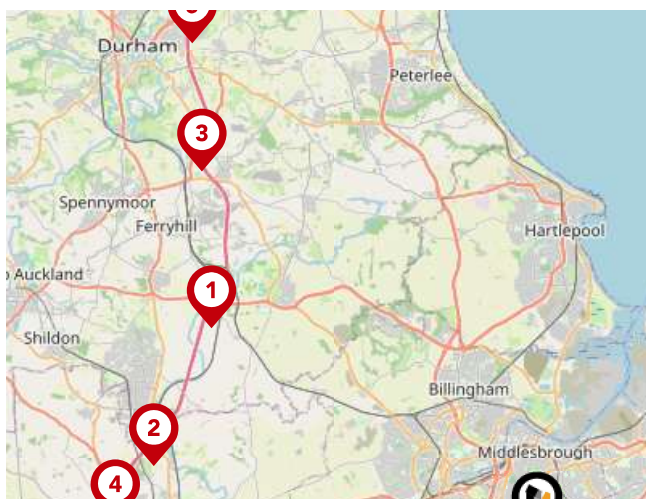 Durham
Peterlee
3
Spennymoor
Ferryhill
Hartlepool
Auckland
1
Shildon
Billingham
2
Middlesbrough
4